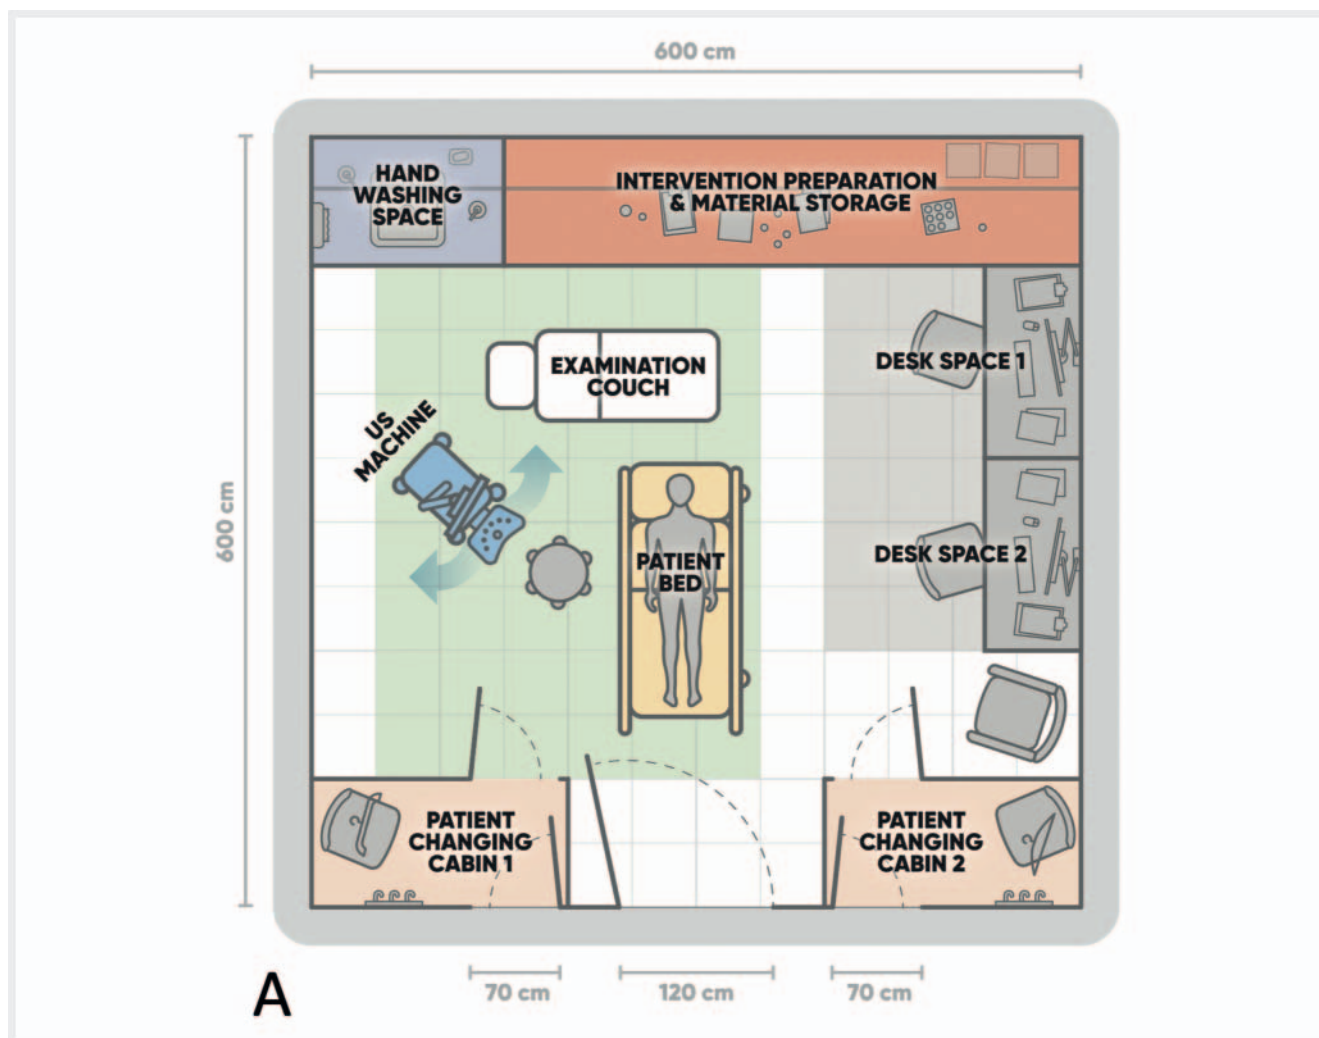 600 cm
600 cm
HAND
WASHING
SPACE
INTERVENTION PREPARATION
& MATERIAL STORAGE
EXAMINATION
COUCH
DESK SPACE 1
US
MACHINE
PATIENT
BED
DESK SPACE 2
PATIENT
CHANGING
CABIN 1
PATIENT
CHANGING
CABIN 2
A
70 cm
120 cm
70 cm